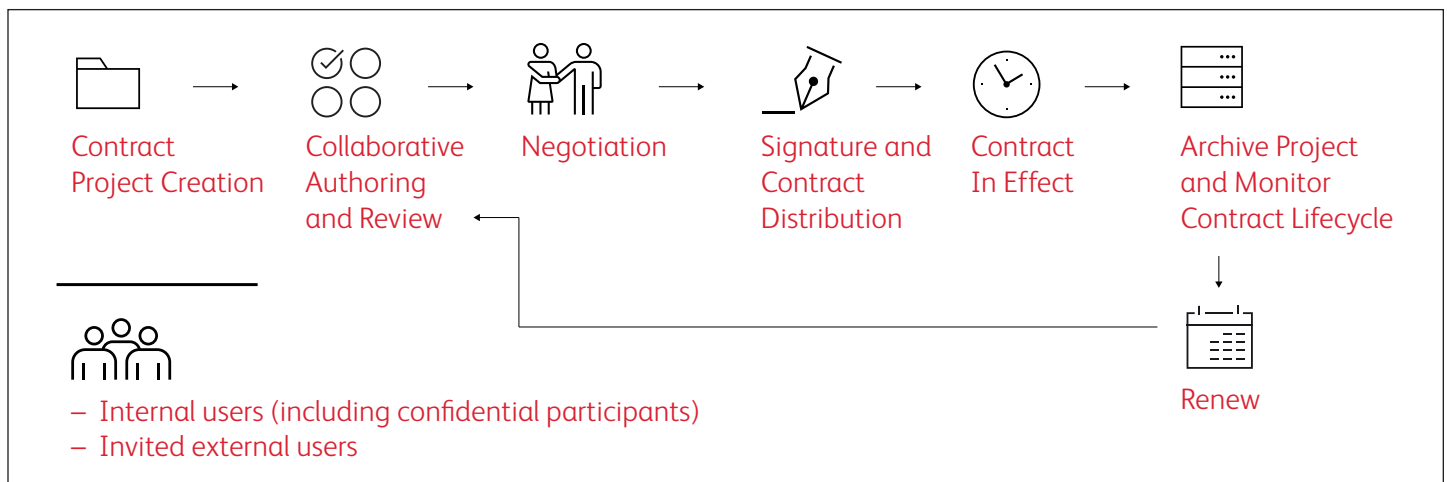 Contract
Project Creation
Collaborative
Authoring
and Review
Negotiation
Signature and
Contract
Distribution
Contract
In Effect
Archive Project
and Monitor
Contract Lifecycle
Renew
– Internal users (including confidential participants)
– Invited external users